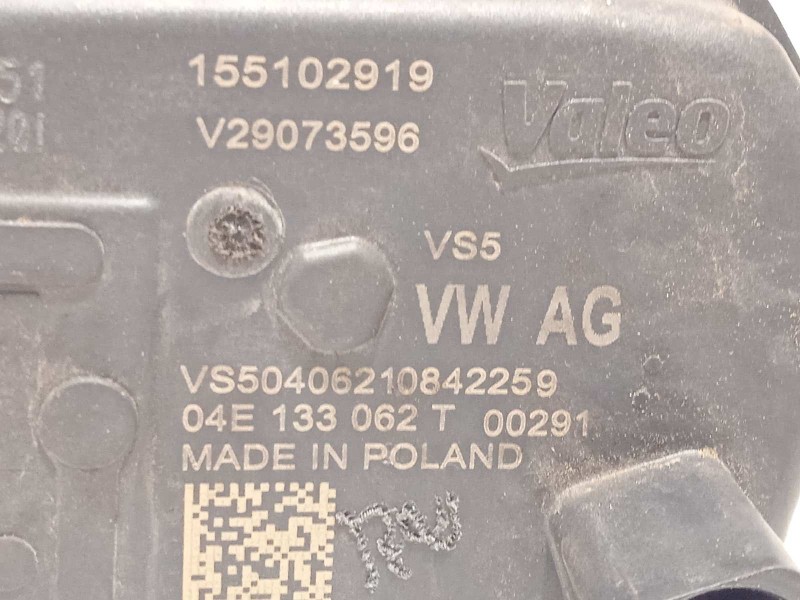 155102919
V29073596
Valeo
VS5
VW AG
VS50406210842259
04E 133 062 T 00291
MADE IN POLAND